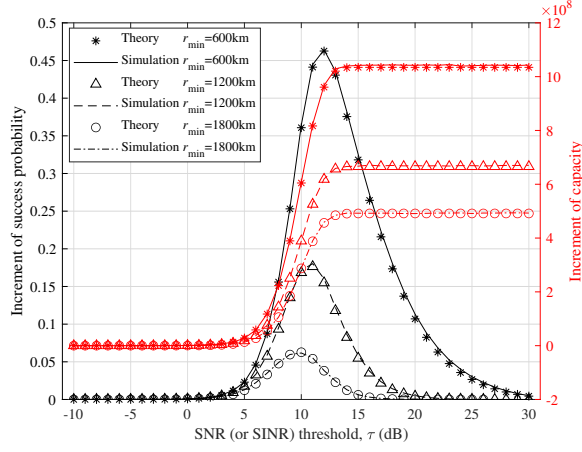 ×10⁸
0.5
0.45
0.4
0.35
0.3
0.25
0.2
0.15
0.1
0.05
0
Increment of success probability
Theory r_min=600km
Simulation r_min=600km
Theory r_min=1200km
Simulation r_min=1200km
Theory r_min=1800km
Simulation r_min=1800km
12
10
8
6
4
2
0
-2
Increment of capacity
-10 -5 0 5 10 15 20 25 30
SNR (or SINR) threshold, τ (dB)